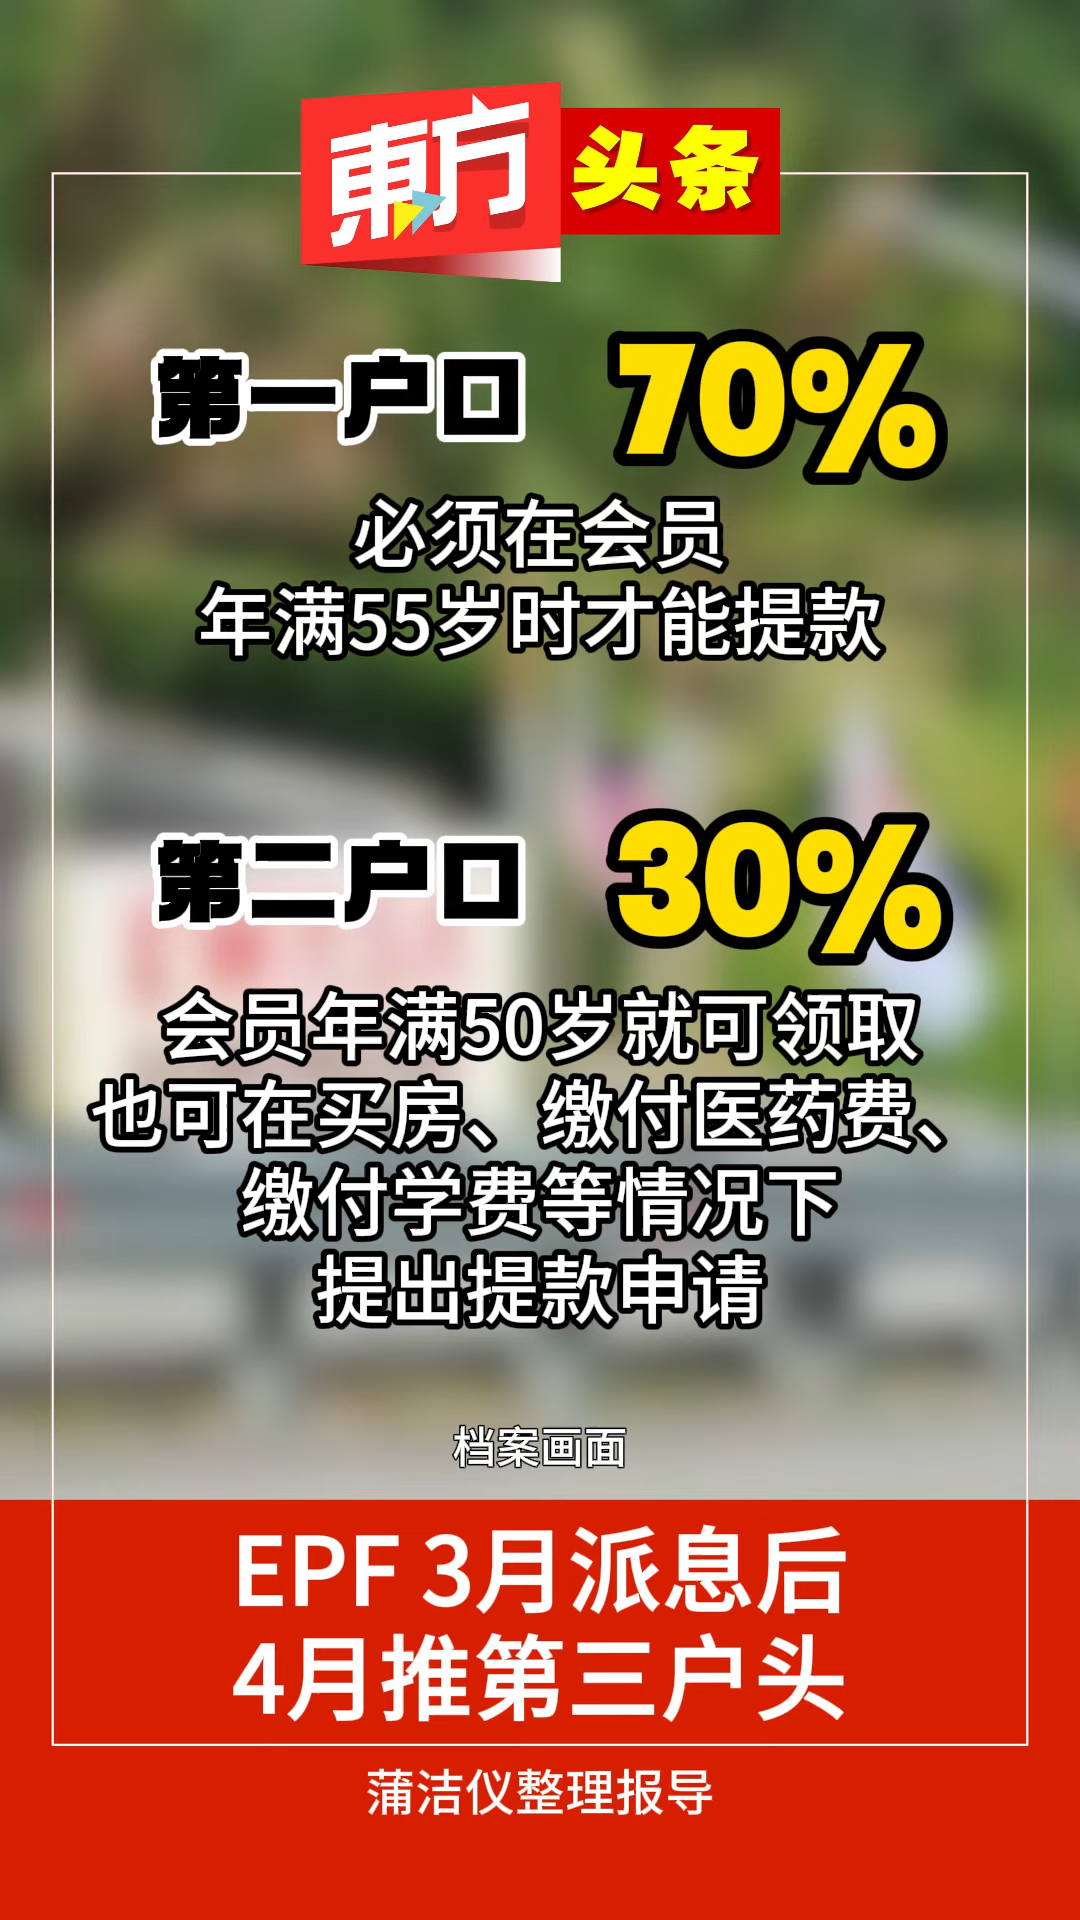 東方 头条
第一户口 70%
必须在会员
年满55岁时才能提款
第二户口 30%
会员年满50岁就可领取
也可在买房、缴付医药费、
缴付学费等情况下
提出提款申请
档案画面
EPF 3月派息后
4月推第三户头
蒲洁仪整理报导